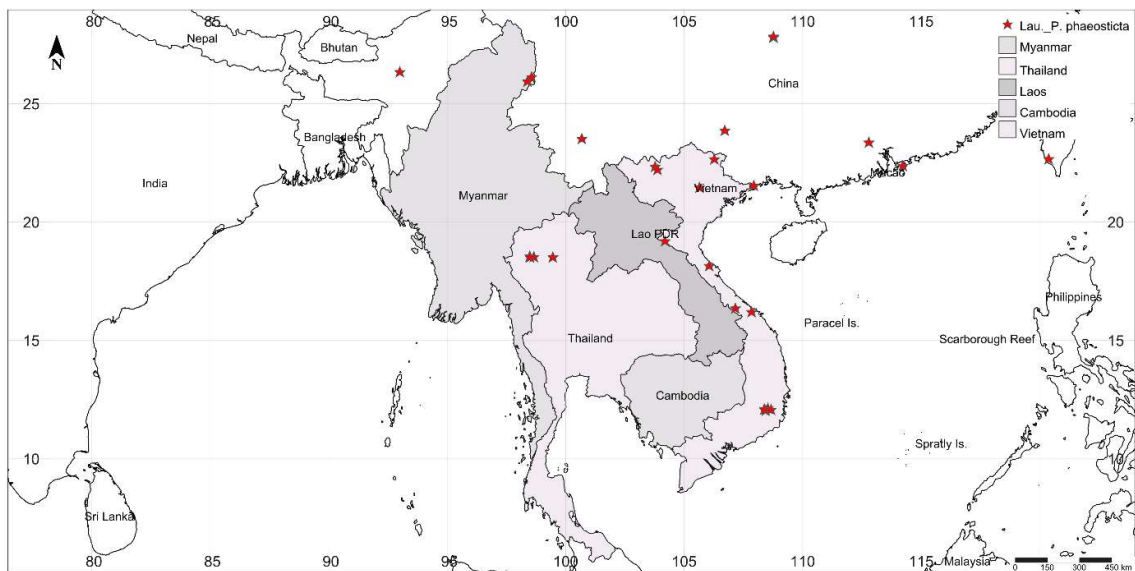 80 85 90 95 100 105 110 115
Lau._P. phaeosticta
Nepal
Bhutan
Myanmar
N
Thailand
China
Laos
25
Cambodia
Bangladesh
Vietnam
Macao
India
Myanmar
Vietnam
20 20
Lao PDR
Philippines
Paracel Is.
15 Thailand Scarborough Reef 15
Cambodia
Spratly Is.
10 10
Sri Lanka
80 85 90 95 100 105 110 115 Malaysia
0 150 300 450 km